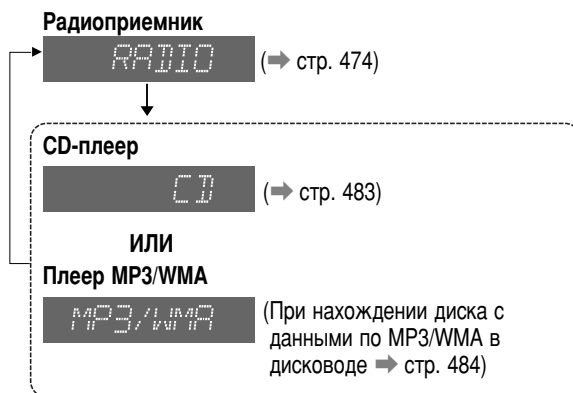 Радиоприемник
RADIO (➡ стр. 474)
CD-плеер
CD (➡ стр. 483)
ИЛИ
Плеер MP3/WMA
MP3/WMA (При нахождении диска с
данными по MP3/WMA в
дисководе ➡ стр. 484)